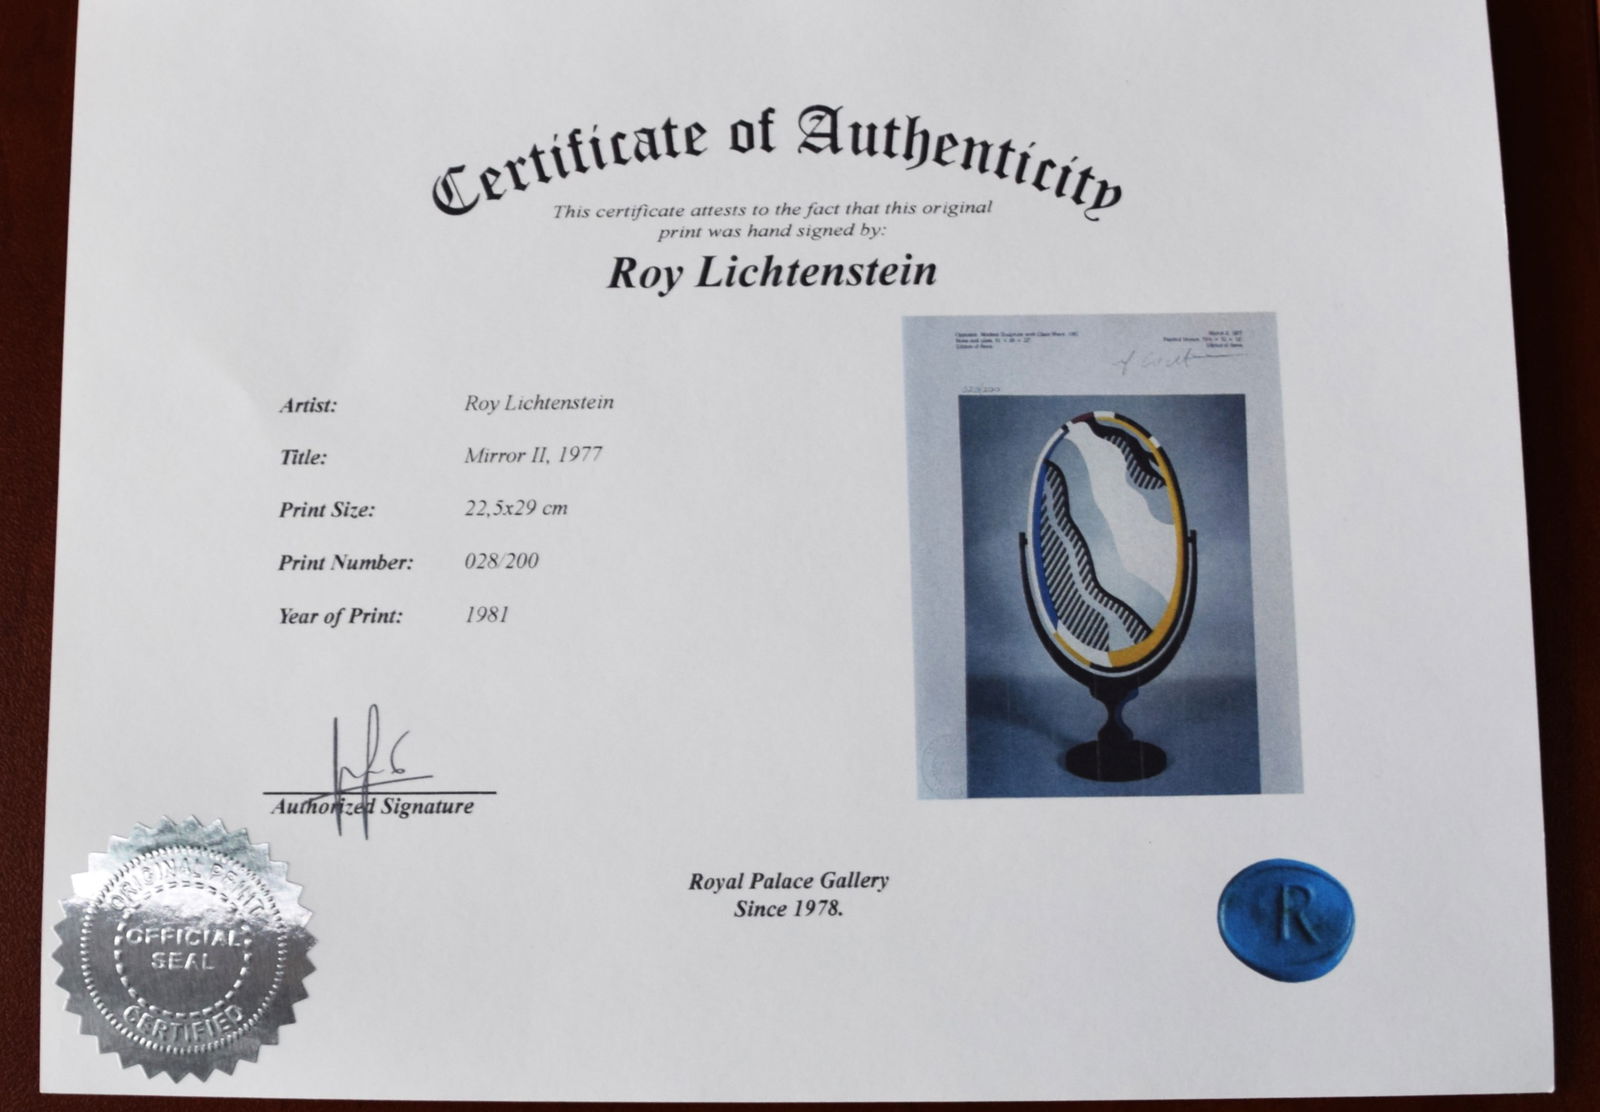 Certificate of Authenticity
This certificate attests to the fact that this original
print was hand signed by:
Roy Lichtenstein
Artist: Roy Lichtenstein
Title: Mirror II, 1977
Print Size: 22,5x29 cm
Print Number: 028/200
Year of Print: 1981
Authorized Signature
ORIGINAL PRINT
OFFICIAL
SEAL
CERTIFIED
Royal Palace Gallery
Since 1978.
R